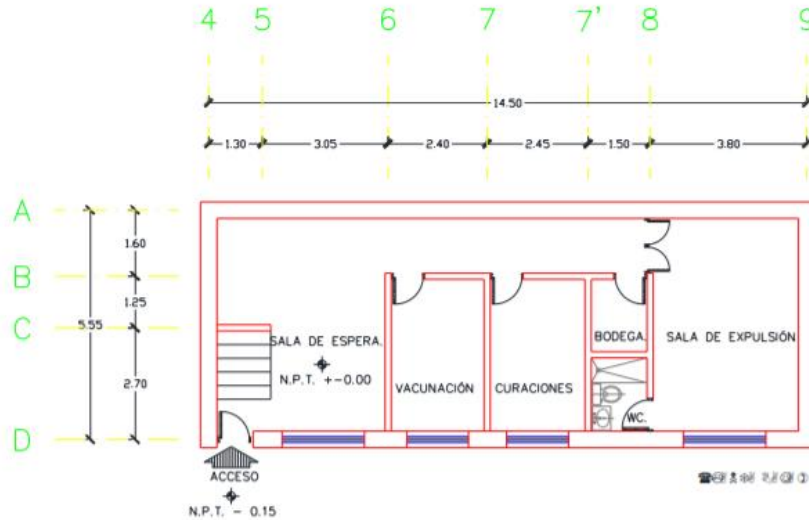 4 5 6 7 7' 8 9
14.50
1.30 3.05 2.40 2.45 1.50 3.80
A
1.60
B
1.25
5.55
C
2.70
D
SALA DE ESPERA.
N.P.T. +-0.00
VACUNACIÓN
CURACIONES
BODEGA.
WC.
SALA DE EXPULSIÓN
ACCESO
N.P.T. - 0.15